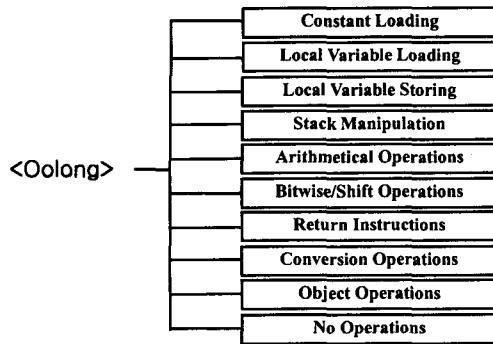 Constant Loading
Local Variable Loading
Local Variable Storing
Stack Manipulation
<Oolong>
Arithmetical Operations
Bitwise/Shift Operations
Return Instructions
Conversion Operations
Object Operations
No Operations